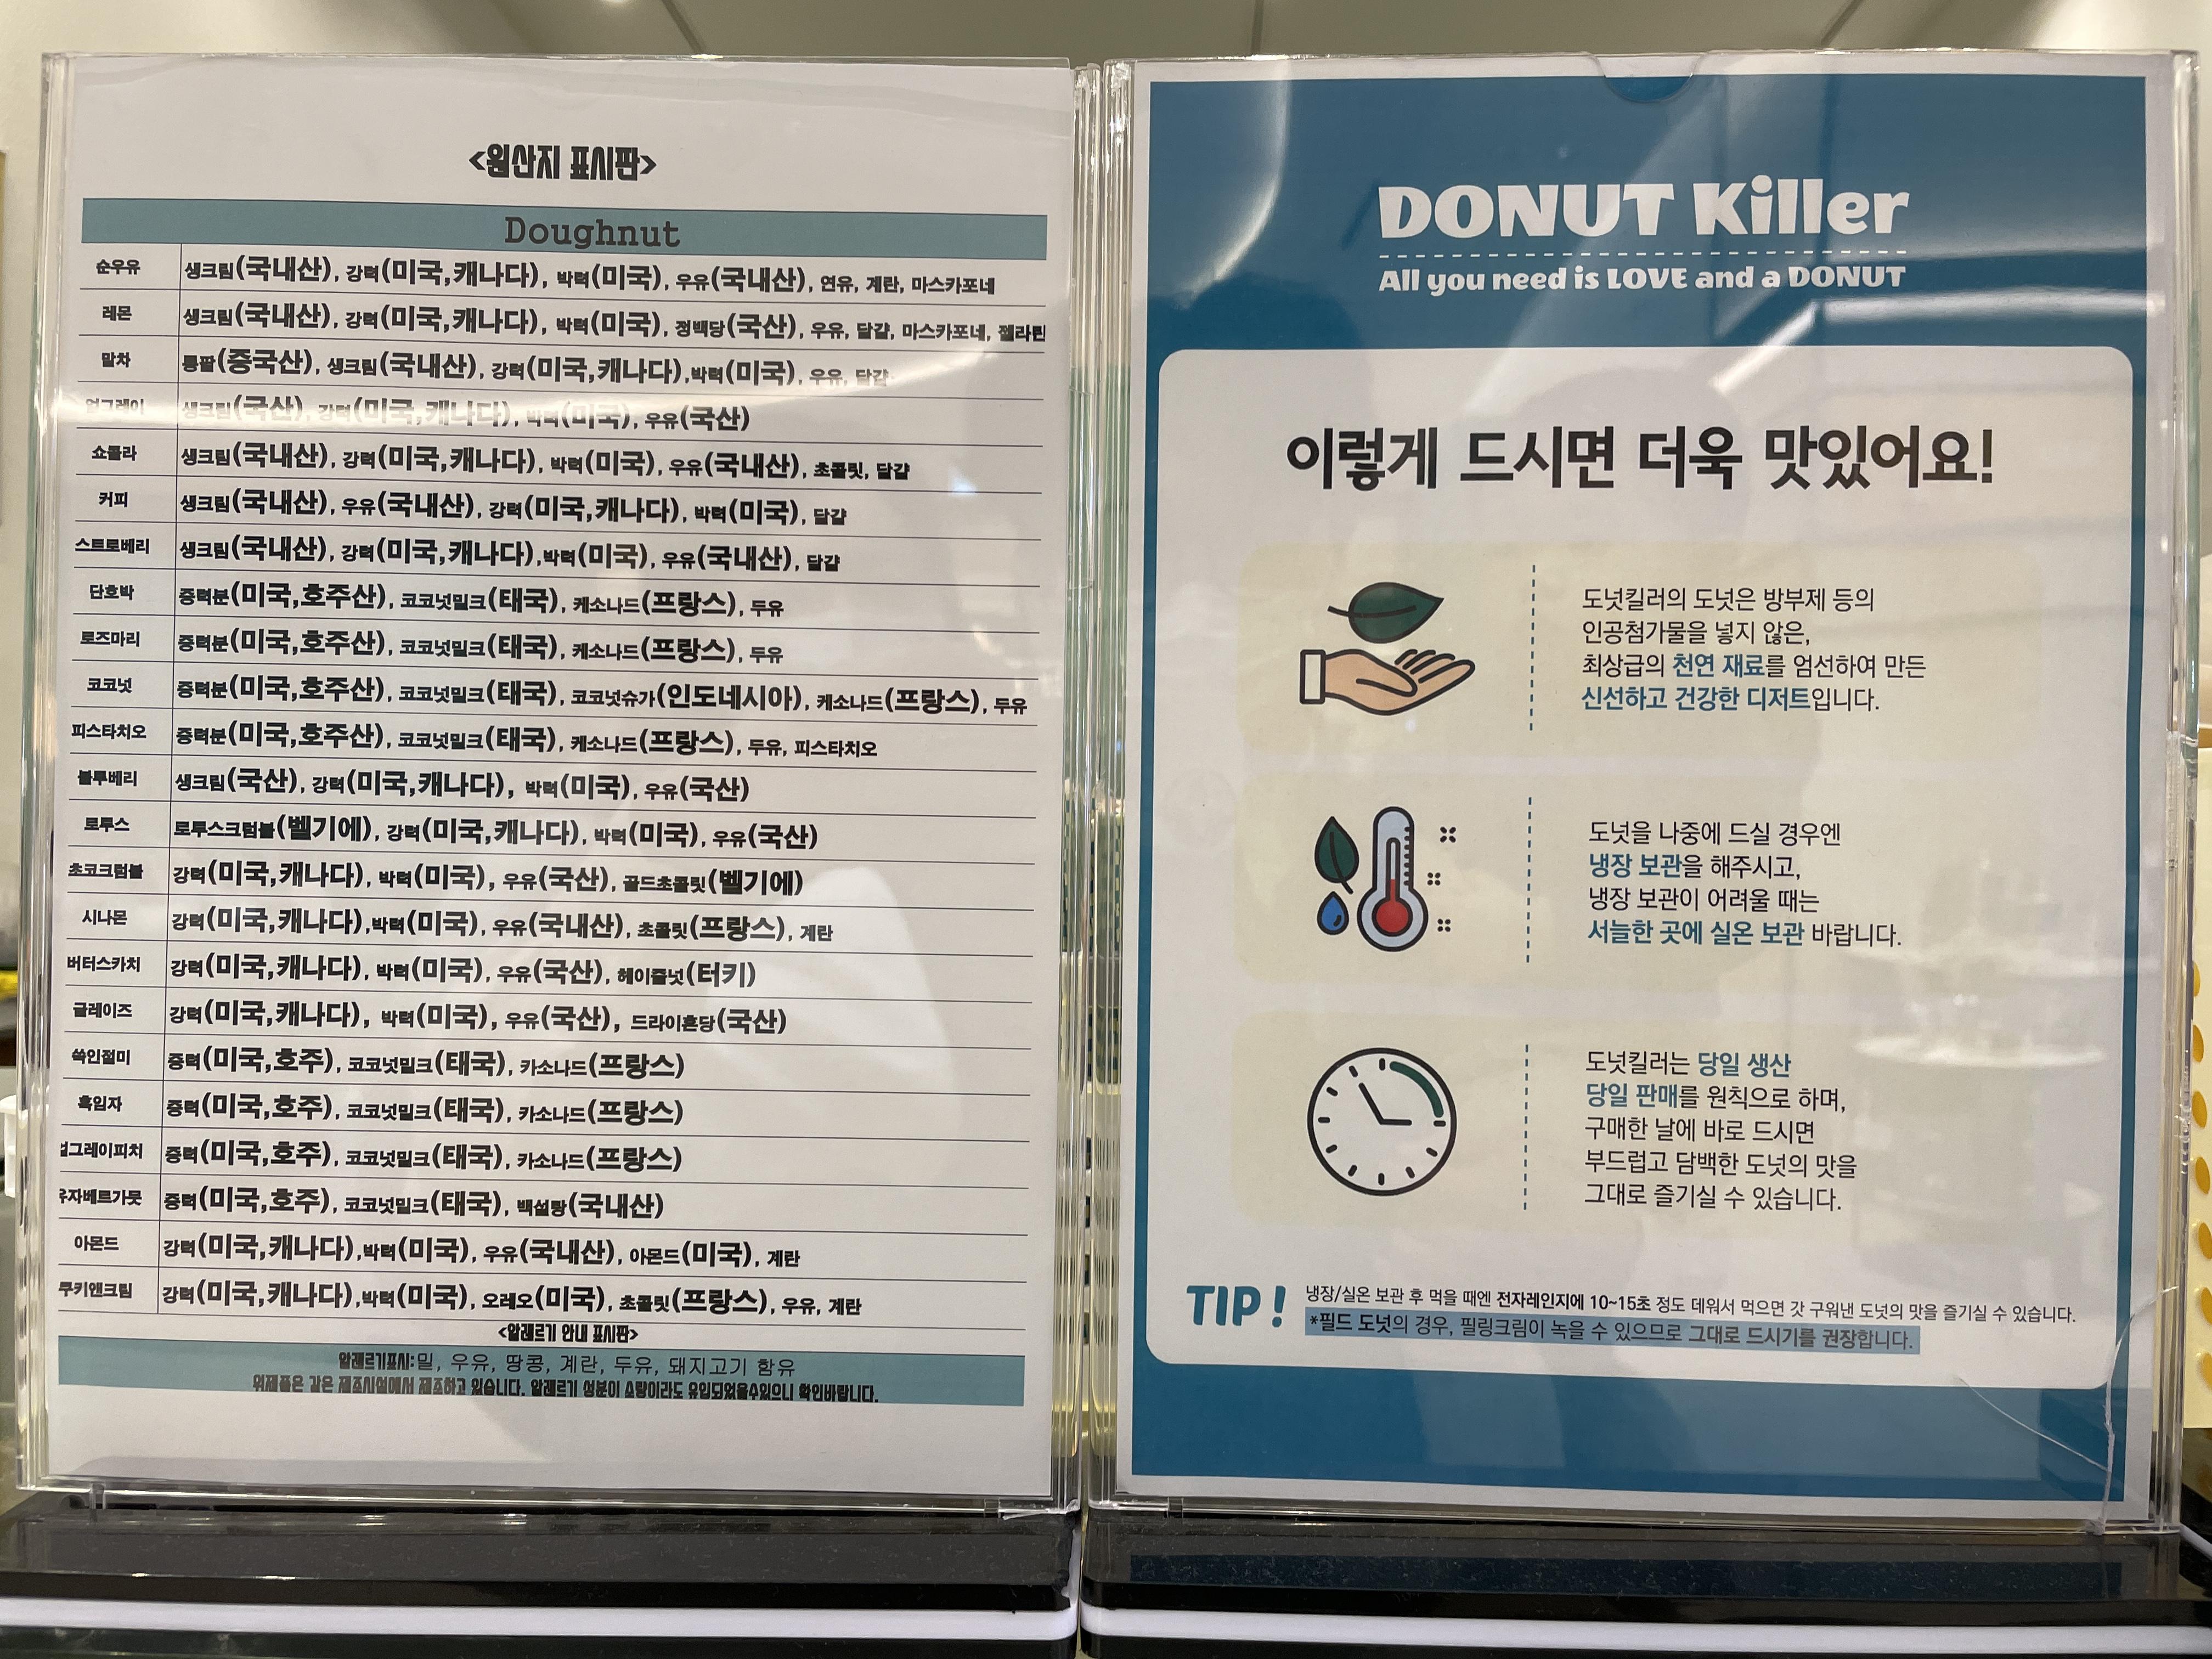 <원산지 표시판>
Doughnut
순우유 생크림(국내산), 강력(미국,캐나다), 박력(미국), 우유(국내산), 연유, 계란, 마스카포네
레몬 생크림(국내산), 강력(미국,캐나다), 박력(미국), 정백당(국산), 우유, 달걀, 마스카포네, 젤라틴
말차 통팥(중국산), 생크림(국내산), 강력(미국,캐나다),박력(미국), 우유, 달걀
얼그레이 생크림(국산), 강력(미국,캐나다), 박력(미국), 우유(국산)
쇼콜라 생크림(국내산), 강력(미국,캐나다), 박력(미국), 우유(국내산), 초콜릿, 달걀
커피 생크림(국내산), 우유(국내산), 강력(미국,캐나다), 박력(미국), 달걀
스트로베리 생크림(국내산), 강력(미국,캐나다),박력(미국), 우유(국내산), 달걀
단호박 중력분(미국,호주산), 코코넛밀크(태국), 케소나드(프랑스), 두유
로즈마리 중력분(미국,호주산), 코코넛밀크(태국), 케소나드(프랑스), 두유
코코넛 중력분(미국,호주산), 코코넛밀크(태국), 코코넛슈가(인도네시아), 케소나드(프랑스), 두유
피스타치오 중력분(미국,호주산), 코코넛밀크(태국), 케소나드(프랑스), 두유, 피스타치오
블루베리 생크림(국산), 강력(미국,캐나다), 박력(미국), 우유(국산)
로투스 로투스크럼블(벨기에), 강력(미국,캐나다), 박력(미국), 우유(국산)
초코크럼블 강력(미국,캐나다), 박력(미국), 우유(국산), 골드초콜릿(벨기에)
시나몬 강력(미국,캐나다),박력(미국), 우유(국내산), 초콜릿(프랑스), 계란
버터스카치 강력(미국,캐나다), 박력(미국), 우유(국산), 헤이즐넛(터키)
글레이즈 강력(미국,캐나다), 박력(미국), 우유(국산), 드라이혼당(국산)
쑥인절미 중력(미국,호주), 코코넛밀크(태국), 카소나드(프랑스)
흑임자 중력(미국,호주), 코코넛밀크(태국), 카소나드(프랑스)
얼그레이피치 중력(미국,호주), 코코넛밀크(태국), 카소나드(프랑스)
유자베르가못 중력(미국,호주), 코코넛밀크(태국), 백설탕(국내산)
아몬드 강력(미국,캐나다),박력(미국), 우유(국내산), 아몬드(미국), 계란
쿠키앤크림 강력(미국,캐나다),박력(미국), 오레오(미국), 초콜릿(프랑스), 우유, 계란
<알레르기 안내 표시판>
알레르기표시:밀, 우유, 땅콩, 계란, 두유, 돼지고기 함유
위제품은 같은 제조시설에서 제조하고 있습니다. 알레르기 성분이 소량이라도 유입되었을수있으니 확인바랍니다.
DONUT Killer
All you need is LOVE and a DONUT
이렇게 드시면 더욱 맛있어요!
도넛킬러의 도넛은 방부제 등의
인공첨가물을 넣지 않은,
최상급의 천연 재료를 엄선하여 만든
신선하고 건강한 디저트입니다.
도넛을 나중에 드실 경우엔
냉장 보관을 해주시고,
냉장 보관이 어려울 때는
서늘한 곳에 실온 보관 바랍니다.
도넛킬러는 당일 생산
당일 판매를 원칙으로 하며,
구매한 날에 바로 드시면
부드럽고 담백한 도넛의 맛을
그대로 즐기실 수 있습니다.
TIP!
냉장/실온 보관 후 먹을 때엔 전자레인지에 10~15초 정도 데워서 먹으면 갓 구워낸 도넛의 맛을 즐기실 수 있습니다.
*필드 도넛의 경우, 필링크림이 녹을 수 있으므로 그대로 드시기를 권장합니다.